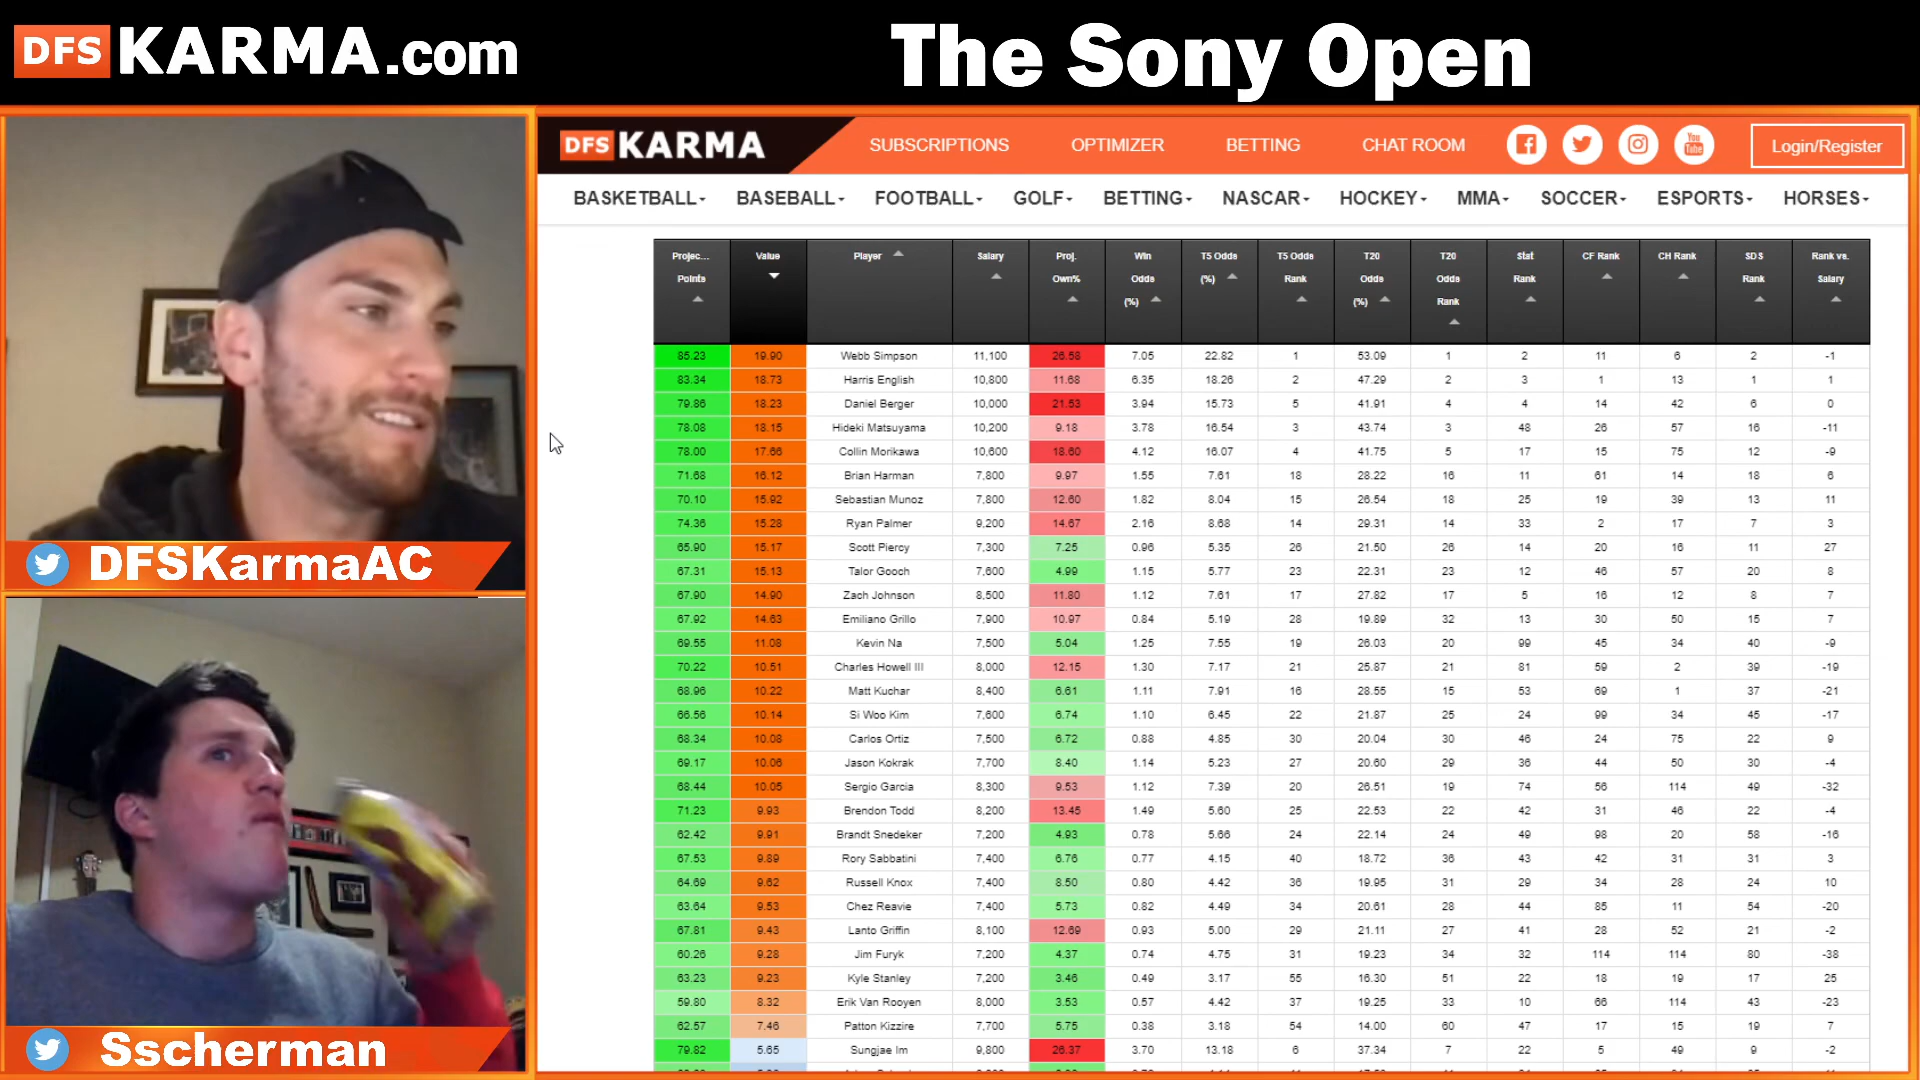 DFS KARMA.com
The Sony Open
DFS KARMA
SUBSCRIPTIONS OPTIMIZER BETTING CHAT ROOM You Tube Login/Register
BASKETBALL BASEBALL FOOTBALL GOLF BETTING NASCAR HOCKEY MMA SOCCER ESPORTS HORSES
Projec... Points Value Player Salary Proj. Own% Win Odds (%) T5 Odds (%) T5 Odds Rank T20 Odds (%) T20 Odds Rank Stat Rank CF Rank CH Rank SDS Rank Rank vs. Salary
85.23 19.90 Webb Simpson 11,100 26.58 7.05 22.82 1 53.09 1 2 11 6 2 -1
83.34 18.73 Harris English 10,800 11.68 6.35 18.26 2 47.29 2 3 1 13 1 1
79.86 18.23 Daniel Berger 10,000 21.53 3.94 15.73 5 41.91 4 4 14 42 6 0
78.08 18.15 Hideki Matsuyama 10,200 9.18 3.78 16.54 3 43.74 3 48 26 57 16 -11
78.00 17.66 Collin Morikawa 10,600 18.60 4.12 16.07 4 41.75 5 17 15 75 12 -9
71.68 16.12 Brian Harman 7,800 9.97 1.55 7.61 18 28.22 16 11 61 14 18 6
70.10 15.92 Sebastian Munoz 7,800 12.60 1.82 8.04 15 26.54 18 25 19 39 13 11
74.36 15.28 Ryan Palmer 9,200 14.67 2.16 8.68 14 29.31 14 33 2 17 7 3
65.90 15.17 Scott Piercy 7,300 7.25 0.96 5.35 26 21.50 26 14 20 16 11 27
67.31 15.13 Talor Gooch 7,600 4.99 1.15 5.77 23 22.31 23 12 46 57 20 8
67.90 14.90 Zach Johnson 8,500 11.80 1.12 7.61 17 27.82 17 5 16 12 8 7
67.92 14.63 Emiliano Grillo 7,900 10.97 0.84 5.19 28 19.89 32 13 30 50 15 7
69.55 11.08 Kevin Na 7,500 5.04 1.25 7.55 19 26.03 20 99 45 34 40 -9
70.22 10.51 Charles Howell III 8,000 12.15 1.30 7.17 21 25.87 21 81 59 2 39 -19
68.96 10.22 Matt Kuchar 8,400 6.61 1.11 7.91 16 28.55 15 53 69 1 37 -21
66.56 10.14 Si Woo Kim 7,600 6.74 1.10 6.45 22 21.87 25 24 99 34 45 -17
68.34 10.08 Carlos Ortiz 7,500 6.72 0.88 4.85 30 20.04 30 46 24 75 22 9
69.17 10.06 Jason Kokrak 7,700 8.40 1.14 5.23 27 20.60 29 36 44 50 30 -4
68.44 10.05 Sergio Garcia 8,300 9.53 1.12 7.39 20 26.51 19 74 56 114 49 -32
71.23 9.93 Brendon Todd 8,200 13.45 1.49 5.60 25 22.53 22 42 31 46 22 -4
62.42 9.91 Brandt Snedeker 7,200 4.93 0.78 5.66 24 22.14 24 49 98 20 58 -16
67.53 9.89 Rory Sabbatini 7,400 6.76 0.77 4.15 40 18.72 36 43 42 31 31 3
64.69 9.62 Russell Knox 7,400 8.50 0.80 4.42 36 19.95 31 29 34 28 24 10
63.64 9.53 Chez Reavie 7,400 5.73 0.82 4.49 34 20.61 28 44 85 11 54 -20
67.81 9.43 Lanto Griffin 8,100 12.69 0.93 5.00 29 21.11 27 41 28 52 21 -2
60.26 9.28 Jim Furyk 7,200 4.37 0.74 4.75 31 19.23 34 32 114 114 80 -38
63.23 9.23 Kyle Stanley 7,200 3.46 0.49 3.17 55 16.30 51 22 18 19 17 25
59.80 8.32 Erik Van Rooyen 8,000 3.53 0.57 4.42 37 19.25 33 10 66 114 43 -23
62.57 7.46 Patton Kizzire 7,700 5.75 0.38 3.18 54 14.00 60 47 17 15 19 7
79.82 5.65 Sungjae Im 9,800 26.37 3.70 13.18 6 37.34 7 22 5 49 9 -2
DFSKarmaAC
Sscherman